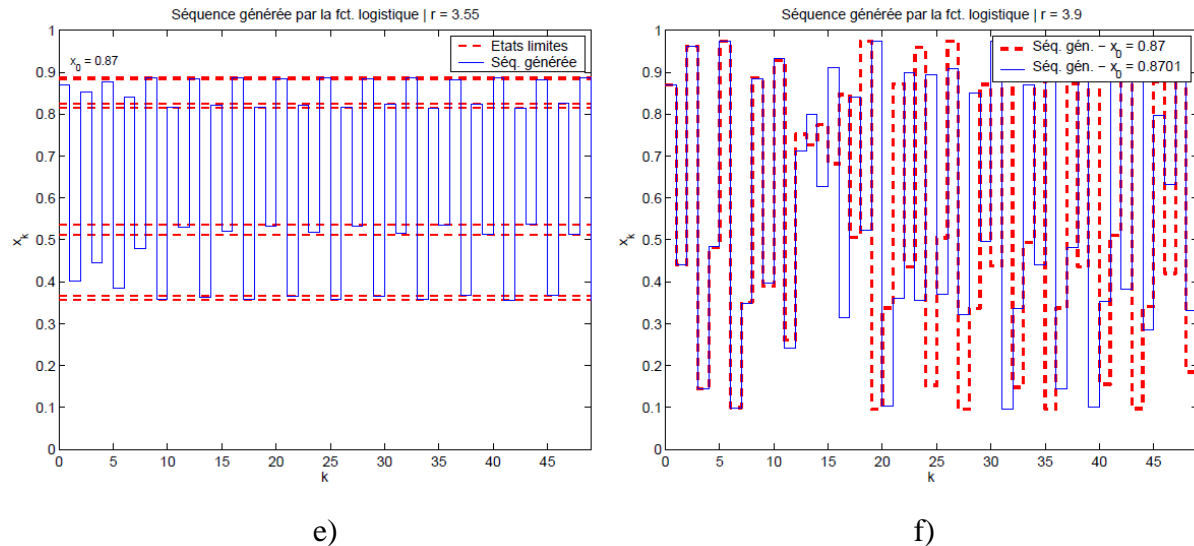 Séquence générée par la fct. logistique | r = 3.55
x0 = 0.87
Etats limites
Séq. générée
1
0.9
0.8
0.7
0.6
0.5
0.4
0.3
0.2
0.1
0
xk
0 5 10 15 20 25 30 35 40 45
k
e)
Séquence générée par la fct. logistique | r = 3.9
Séq. gén. − x0 = 0.87
Séq. gén. − x0 = 0.8701
1
0.9
0.8
0.7
0.6
0.5
0.4
0.3
0.2
0.1
0
xk
0 5 10 15 20 25 30 35 40 45
k
f)